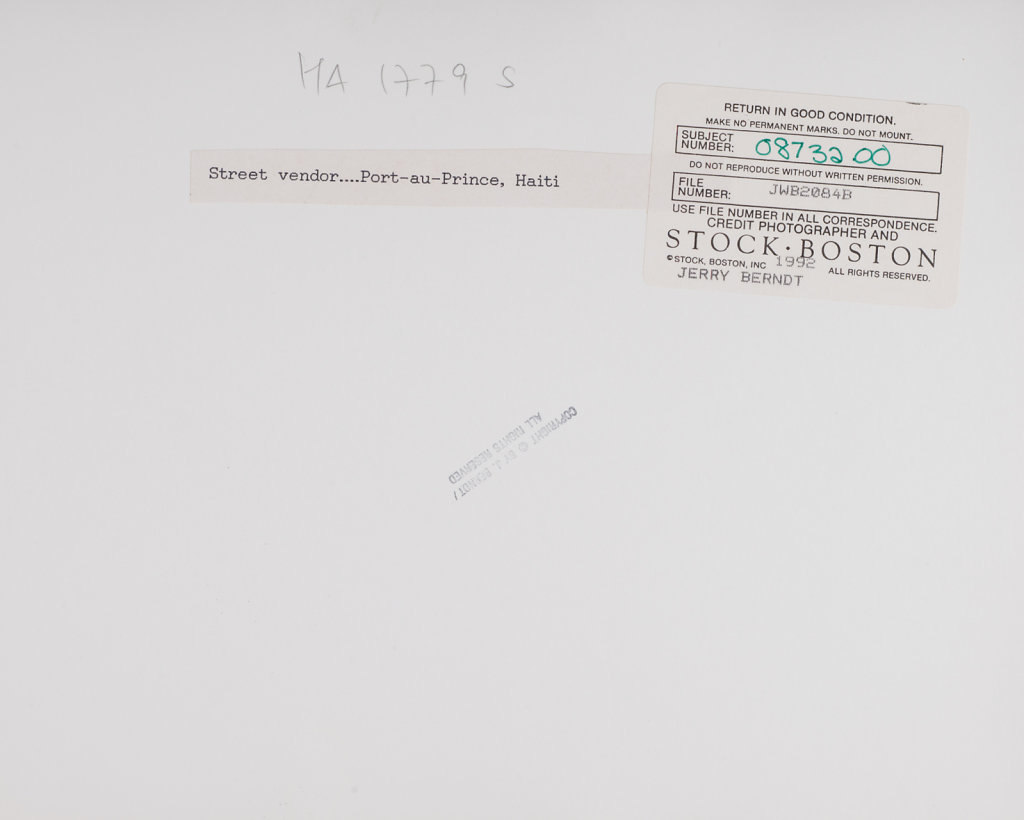 HA 1779 S
Street vendor....Port-au-Prince, Haiti
RETURN IN GOOD CONDITION.
MAKE NO PERMANENT MARKS. DO NOT MOUNT.
SUBJECT NUMBER: 0873200
DO NOT REPRODUCE WITHOUT WRITTEN PERMISSION.
FILE NUMBER: JWB2084B
USE FILE NUMBER IN ALL CORRESPONDENCE.
CREDIT PHOTOGRAPHER AND
STOCK·BOSTON
©STOCK, BOSTON, INC 1992 ALL RIGHTS RESERVED.
JERRY BERNDT
COPYRIGHT © BY J. BERNDT/
ALL RIGHTS RESERVED